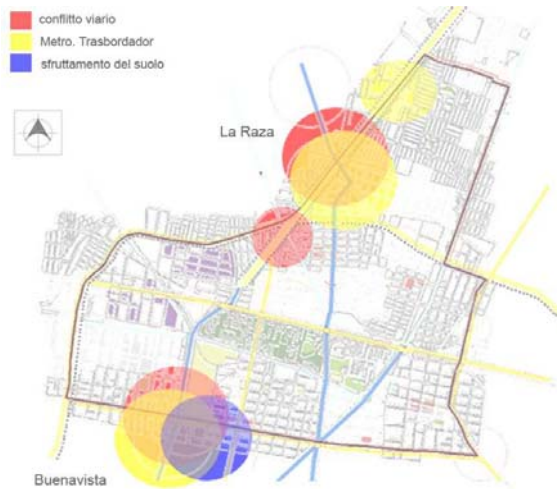 conflitto viario
Metro. Trasbordador
sfruttamento del suolo
La Raza
Buenavista